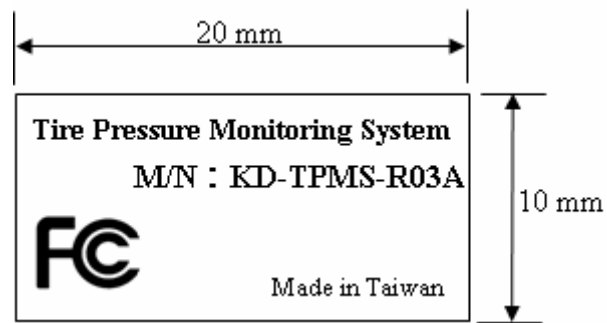 20 mm
Tire Pressure Monitoring System
M/N : KD-TPMS-R03A
10 mm
FC
Made in Taiwan